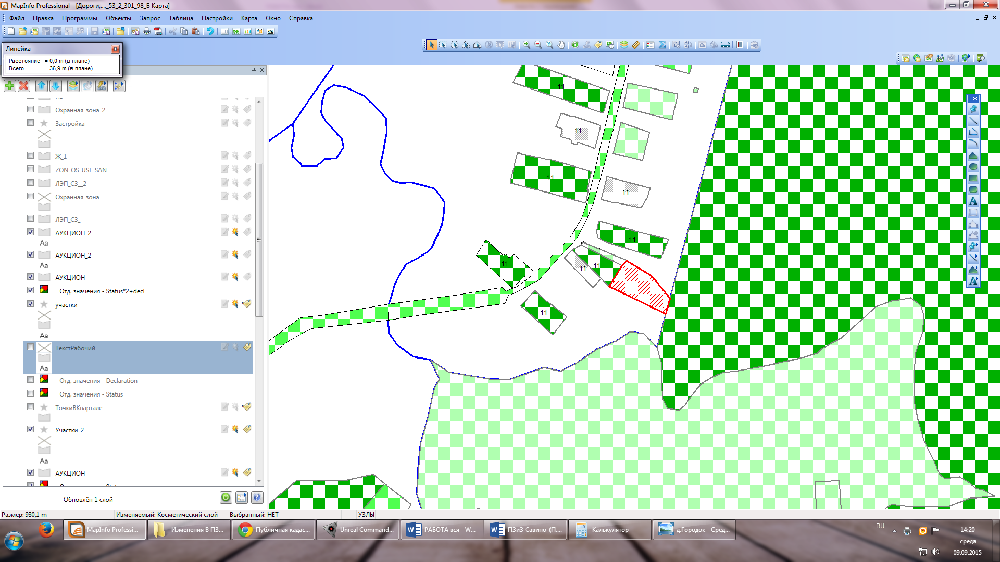 MapInfo Professional - [Дороги,...,_53_2_301_98_Б Карта]
Файл Правка Программы Объекты Запрос Таблица Настройки Карта Окно Справка
Линейка
Расстояние = 0,0 m (в плане)
Всего = 36,9 m (в плане)
Охранная_зона_2
Застройка
Ж_1
ZON_OS_USL_SAN
ЛЭП_СЗ__2
Охранная_зона
ЛЭП_СЗ_
АУКЦИОН_2
Aa
АУКЦИОН_2
Aa
АУКЦИОН
Отд. значения - Status*2+decl
участки
Aa
ТекстРабочий
Aa
Отд. значения - Declaration
Отд. значения - Status
ТочкиВКвартале
Участки_2
Aa
АУКЦИОН
Обновлён 1 слой
11
11
11
11
11
11
11
11
11
Размер: 930,1 m Изменяемый: Косметический слой Выбранный: НЕТ УЗЛЫ
MapInfo Professi... Изменения В ПЗ... Публичная кадас... Unreal Command... РАБОТА вся - W... ПЗиЗ Савино-(П.... Калькулятор д.Городок - Сред...
RU
14:20
среда
09.09.2015